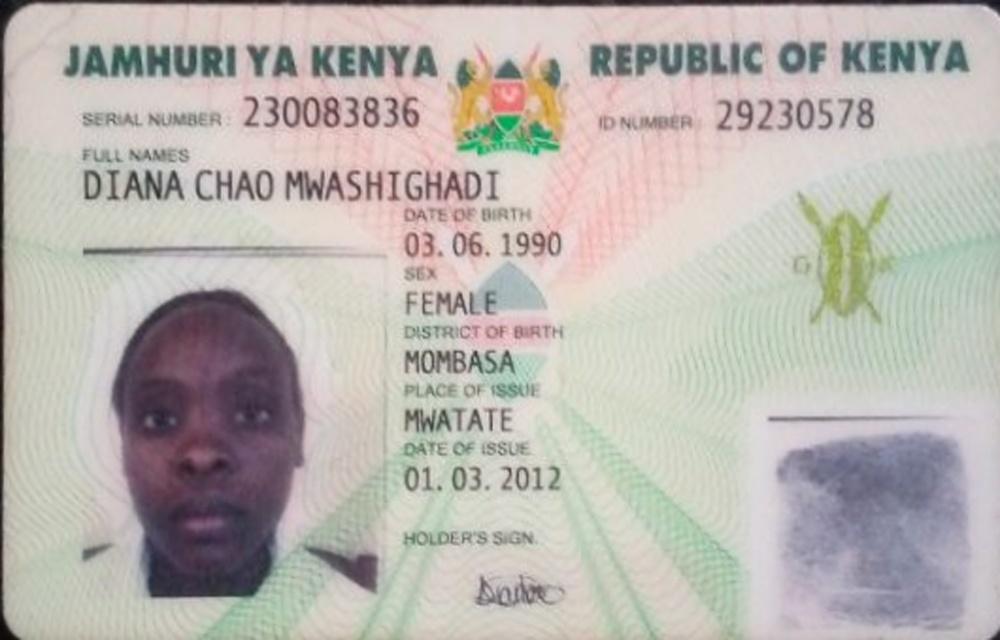 JAMHURI YA KENYA REPUBLIC OF KENYA
SERIAL NUMBER : 230083836 ID NUMBER : 29230578
FULL NAMES
DIANA CHAO MWASHIGHADI
DATE OF BIRTH
03. 06. 1990
SEX
FEMALE
DISTRICT OF BIRTH
MOMBASA
PLACE OF ISSUE
MWATATE
DATE OF ISSUE
01. 03. 2012
HOLDER'S SIGN.
G K